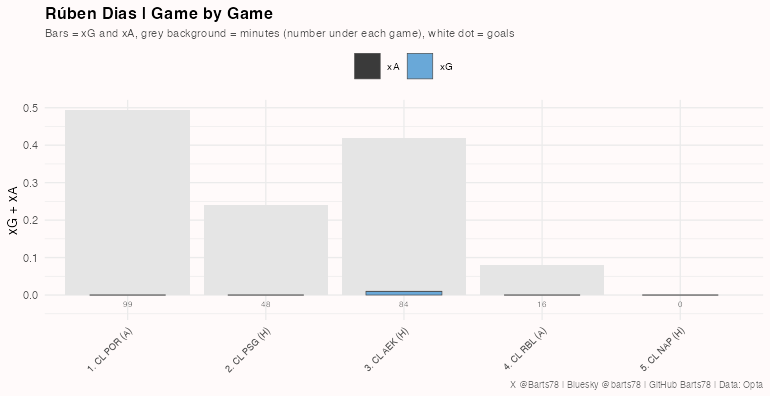 Rúben Dias | Game by Game
Bars = xG and xA, grey background = minutes (number under each game), white dot = goals
xA xG
xG + xA
0.5
0.4
0.3
0.2
0.1
0.0
99 48 84 16 0
1. CL POR (A) 2. CL PSG (H) 3. CL AEK (H) 4. CL RBL (A) 5. CL NAP (H)
X @Barts78 | Bluesky @barts78 | GitHub Barts78 | Data: Opta